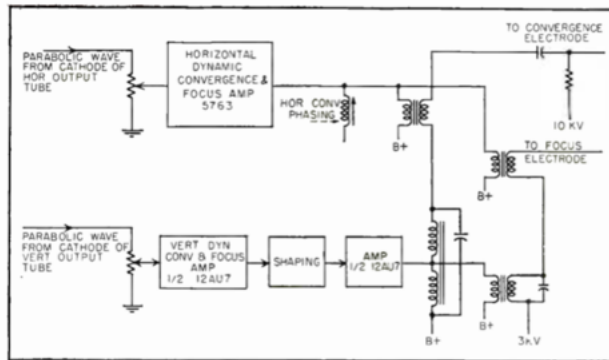 TO CONVERGENCE
ELECTRODE
PARABOLIC WAVE
FROM CATHODE OF
HOR OUTPUT
TUBE
HORIZONTAL
DYNAMIC
CONVERGENCE &
FOCUS AMP
5763
HOR CONV
PHASING
B+
10 KV
TO FOCUS
ELECTRODE
B+
PARABOLIC WAVE
FROM CATHODE OF
VERT OUTPUT
TUBE
VERT DYN
CONV & FOCUS
AMP
1/2 12AU7
SHAPING
AMP
1/2 12AU7
B+
B+
3KV